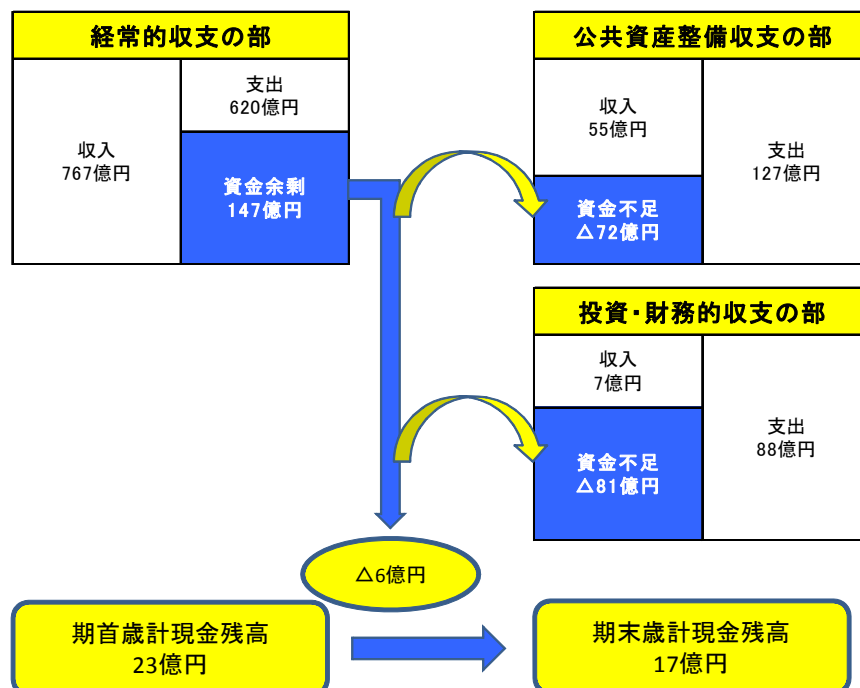 経常的収支の部
収入
767億円
支出
620億円
資金余剰
147億円
公共資産整備収支の部
収入
55億円
資金不足
△72億円
支出
127億円
投資・財務的収支の部
収入
7億円
資金不足
△81億円
支出
88億円
△6億円
期首歳計現金残高
23億円
期末歳計現金残高
17億円